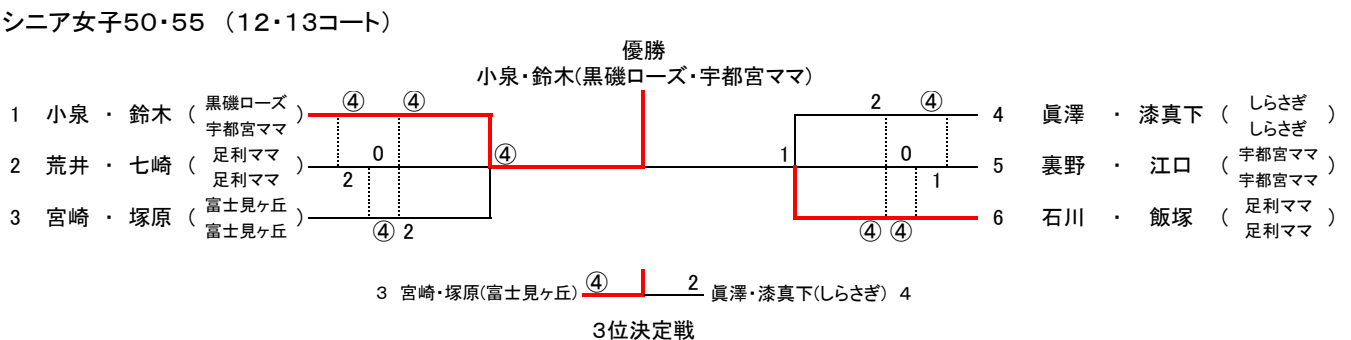 シニア女子50・55 (12・13コート)
優勝
小泉・鈴木(黒磯ローズ・宇都宮ママ)
1 小泉 ・ 鈴木 ( 黒磯ローズ 宇都宮ママ ) ④ ④
2 ④ 4 眞澤 ・ 漆真下 ( しらさぎ しらさぎ )
2 荒井 ・ 七崎 ( 足利ママ 足利ママ ) 2 0 ④
1 0 1 5 裏野 ・ 江口 ( 宇都宮ママ 宇都宮ママ )
3 宮崎 ・ 塚原 ( 富士見ヶ丘 富士見ヶ丘 ) ④ 2
④ ④ 6 石川 ・ 飯塚 ( 足利ママ 足利ママ )
3 宮崎・塚原(富士見ヶ丘) ④ 2 眞澤・漆真下(しらさぎ) 4
3位決定戦